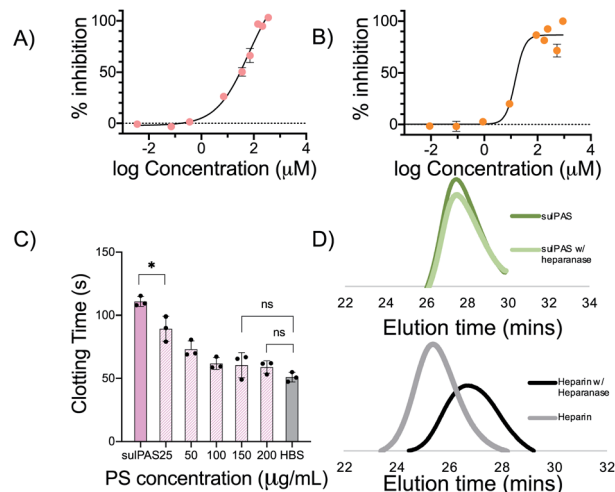 A)
% inhibition
100
50
0
-2
0
2
4
log Concentration (μM)
B)
% inhibition
100
50
0
-2
0
2
4
log Concentration (μM)
C)
Clotting Time (s)
150
100
50
0
*
ns
ns
sulPAS 25 50 100 150 200 HBS
PS concentration (μg/mL)
D)
sulPAS
sulPAS w/
heparanase
22 24 26 28 30 32 34
Elution time (mins)
Heparin w/
Heparanase
Heparin
22 24 26 28 30 32
Elution time (mins)